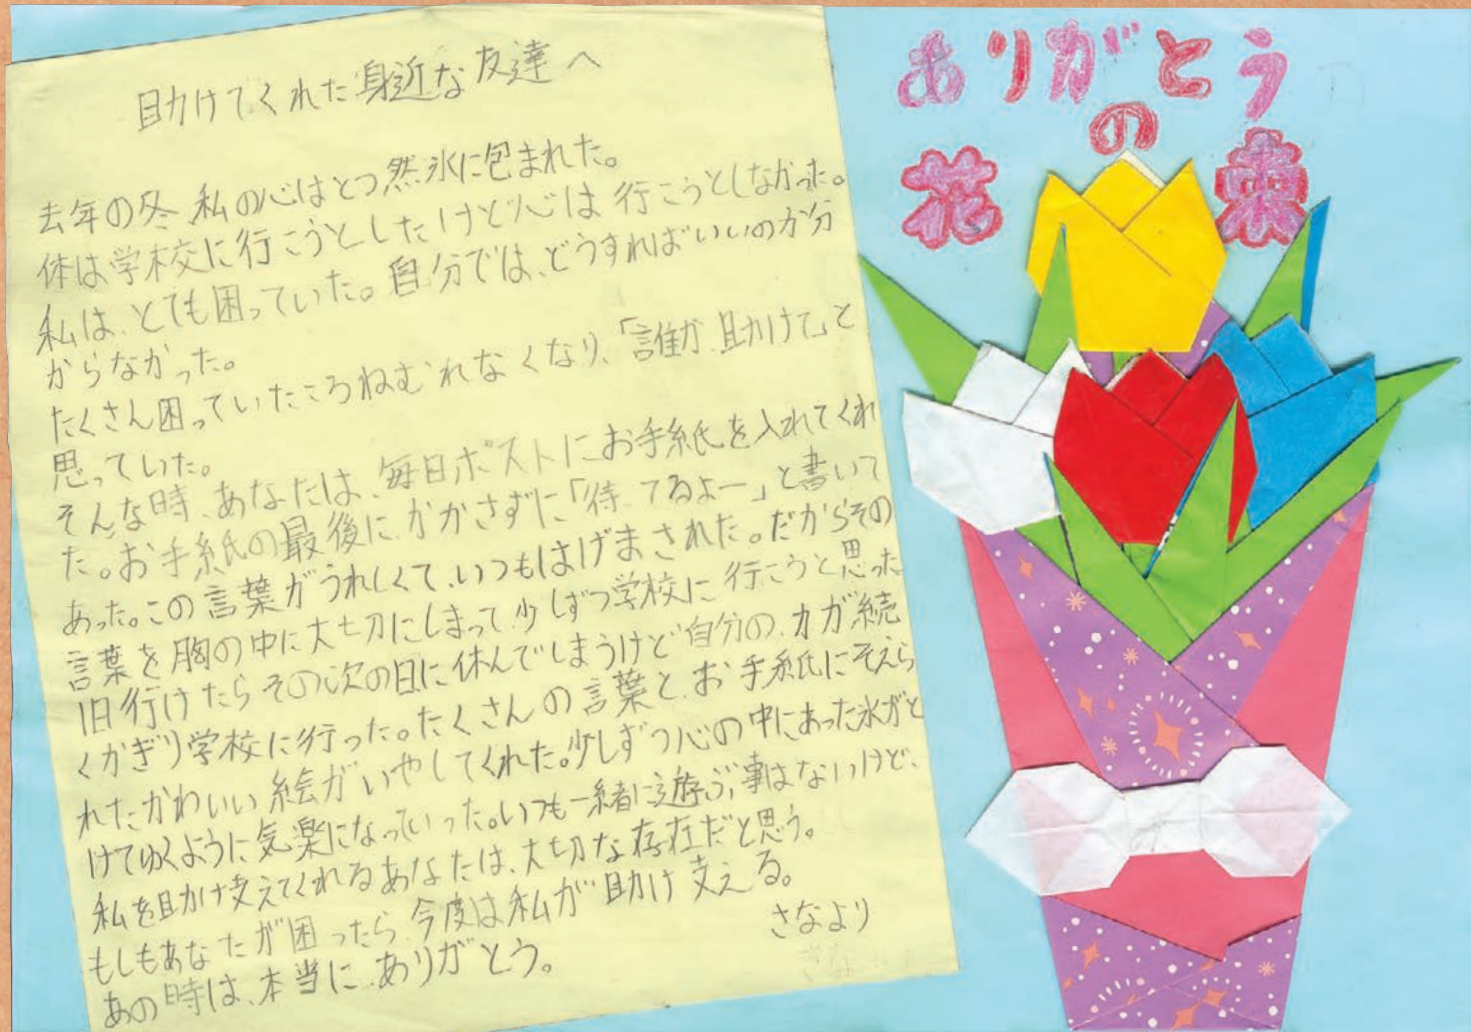 助けてくれた身近な友達へ
去年の冬、私の心はとつ然氷に包まれた。
体は学校に行こうとしたけど心は行こうとしなかった。
私は、とても困っていた。自分では、どうすればいいのか分
からなかった。
たくさん困っていたころねむれなくなり、「誰か、助けて」と
思っていた。
そんな時、あなたは、毎日ポストにお手紙を入れてくれ
た。お手紙の最後に、かかさずに「待ってるよー」と書いて
あった。この言葉がうれしくて、いつもはげまされた。だからその
言葉を胸の中に大切にしまって、少しずつ学校に行こうと思った
1日行けたらその次の日に休んでしまうけど自分の、力が続
くかぎり学校に行った。たくさんの言葉と、お手紙にそえら
れたかわいい絵がいやしてくれた。少しずつ心の中にあった氷がと
けてゆくように気楽になっていった。いつも一緒に遊ぶ事はないけど、
私を助け支えてくれるあなたは、大切な存在だと思う。
もしもあなたが困ったら、今度は私が助け支える。
あの時は、本当に、ありがとう。
さなより
ありがとう
の
花束